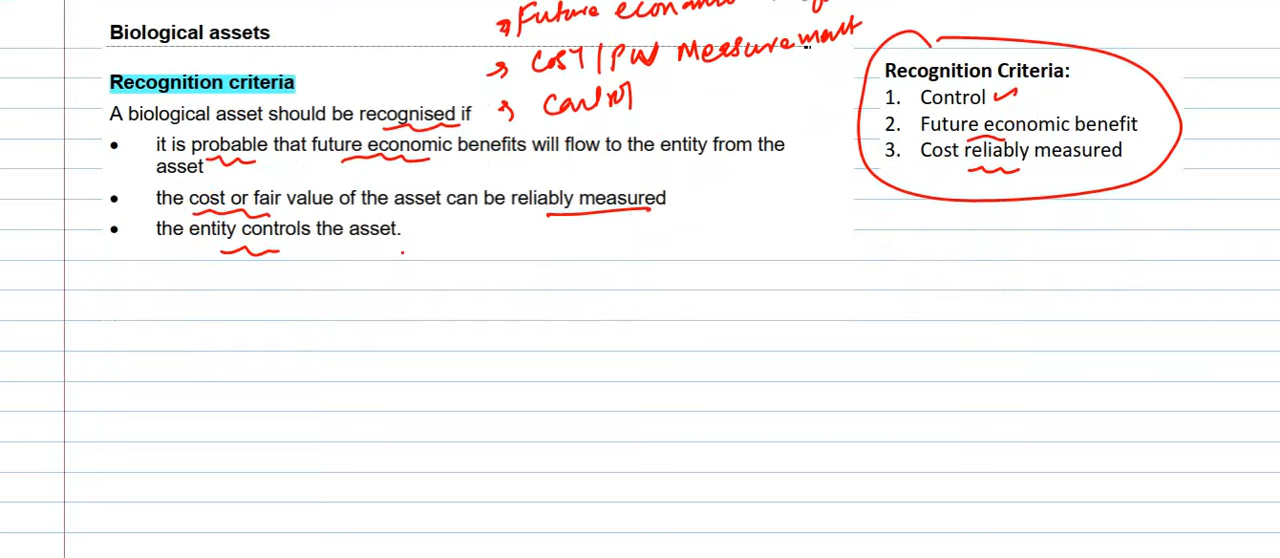 → Future econ
Biological assets
→ Cost / FV Measurement
Recognition criteria
→ Control
A biological asset should be recognised if
• it is probable that future economic benefits will flow to the entity from the
asset
• the cost or fair value of the asset can be reliably measured
• the entity controls the asset.
Recognition Criteria:
1. Control ✓
2. Future economic benefit
3. Cost reliably measured